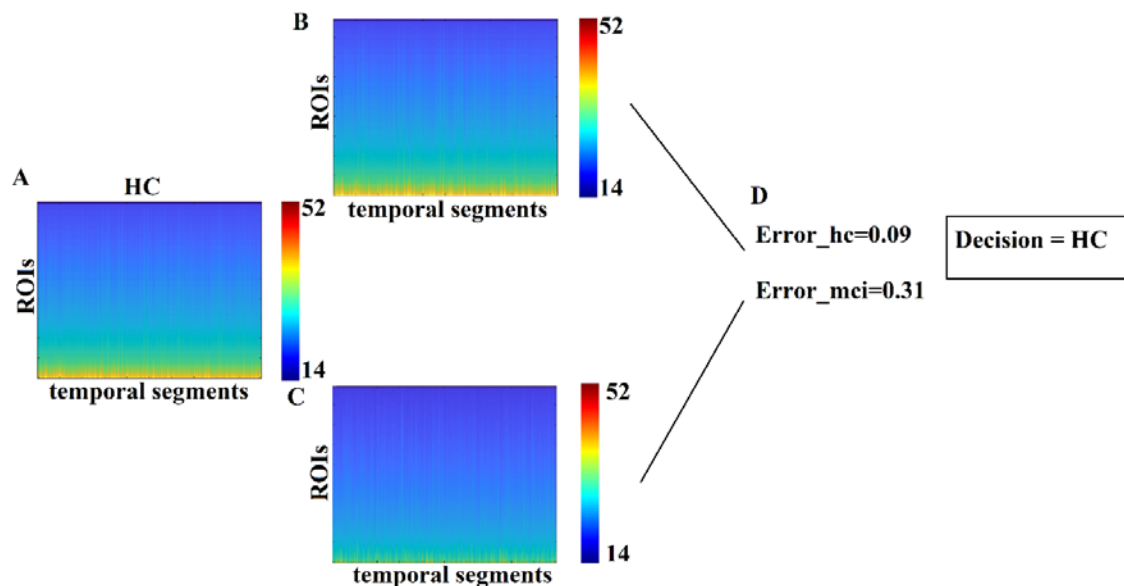 A
HC
ROIs
temporal segments
52
14
B
ROIs
temporal segments
52
14
C
ROIs
temporal segments
52
14
D
Error_hc=0.09
Error_mci=0.31
Decision = HC